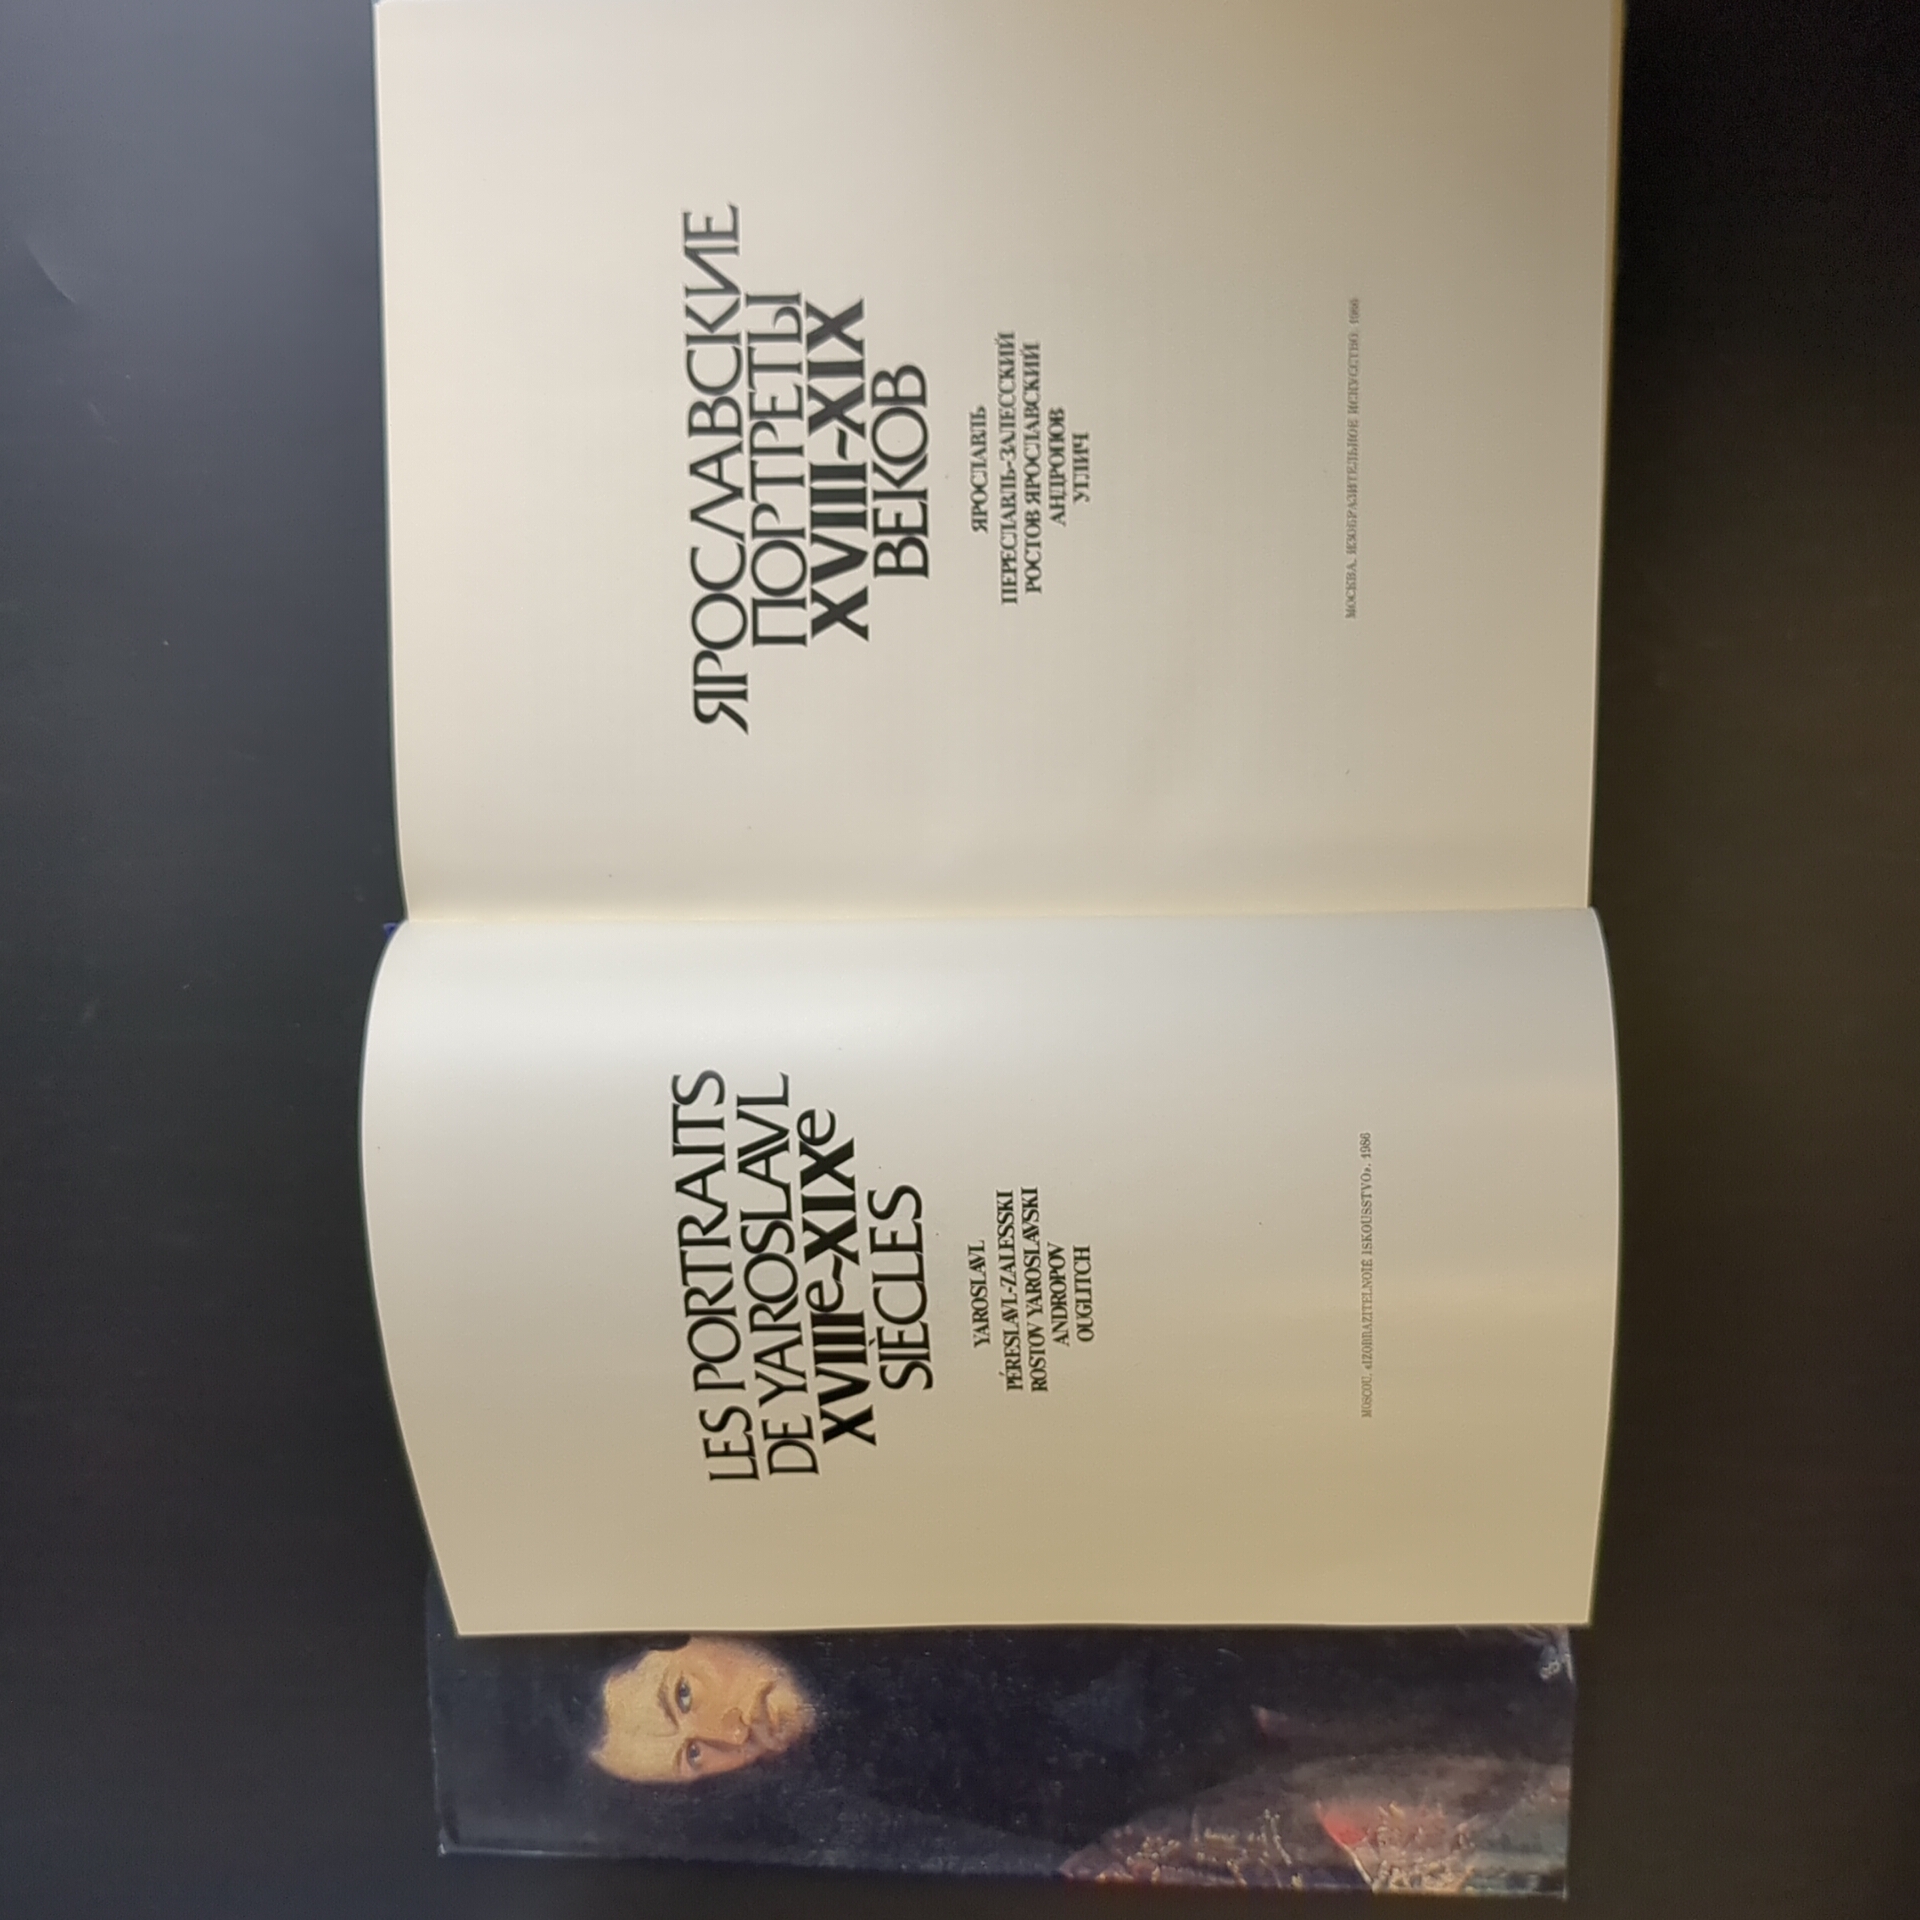 LES PORTRAITS
DE YAROSLAVL
XVIIIe-XIXe
SIÈCLES
YAROSLAVL
PÉRESLAVL-ZALESSKI
ROSTOV YAROSLAVSKI
ANDROPOV
OUGLITCH
MOSCOU. «IZOBRAZITELNOIÉ ISKOUSSTVO». 1986
ЯРОСЛАВСКИЕ
ПОРТРЕТЫ
XVIII-XIX
ВЕКОВ
ЯРОСЛАВЛЬ
ПЕРЕСЛАВЛЬ-ЗАЛЕССКИЙ
РОСТОВ ЯРОСЛАВСКИЙ
АНДРОПОВ
УГЛИЧ
МОСКВА. ИЗОБРАЗИТЕЛЬНОЕ ИСКУССТВО. 1986